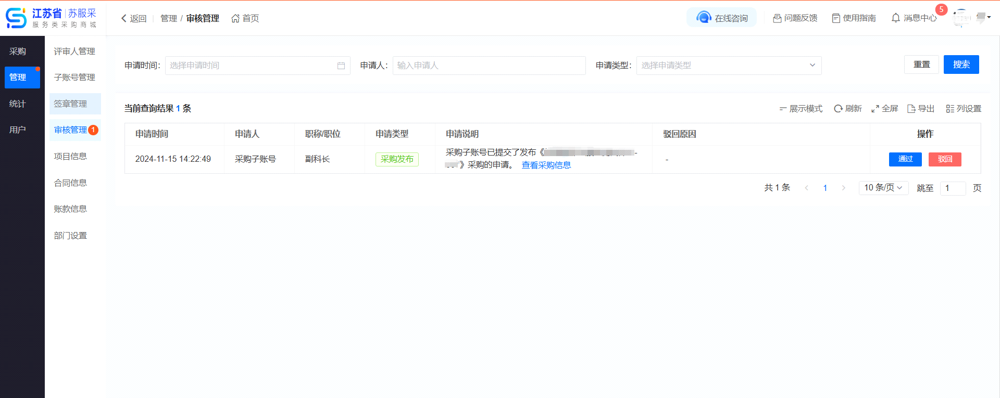 江苏省 苏服采
服务类采购商城
返回 管理 / 审核管理 首页
在线咨询 问题反馈 使用指南 消息中心 5
采购
管理
统计
用户
评审人管理
子账号管理
签章管理
审核管理 1
项目信息
合同信息
账款信息
部门设置
申请时间: 选择申请时间 申请人: 输入申请人 申请类型: 选择申请类型 重置 搜索
当前查询结果 1 条 展示模式 刷新 全屏 导出 列设置
申请时间 申请人 职称/职位 申请类型 申请说明 驳回原因 操作
2024-11-15 14:22:49 采购子账号 副科长 采购发布 采购子账号已提交了发布《 -
》采购的申请。 查看采购信息 - 通过 驳回
共 1 条 < 1 > 10 条/页 跳至 1 页